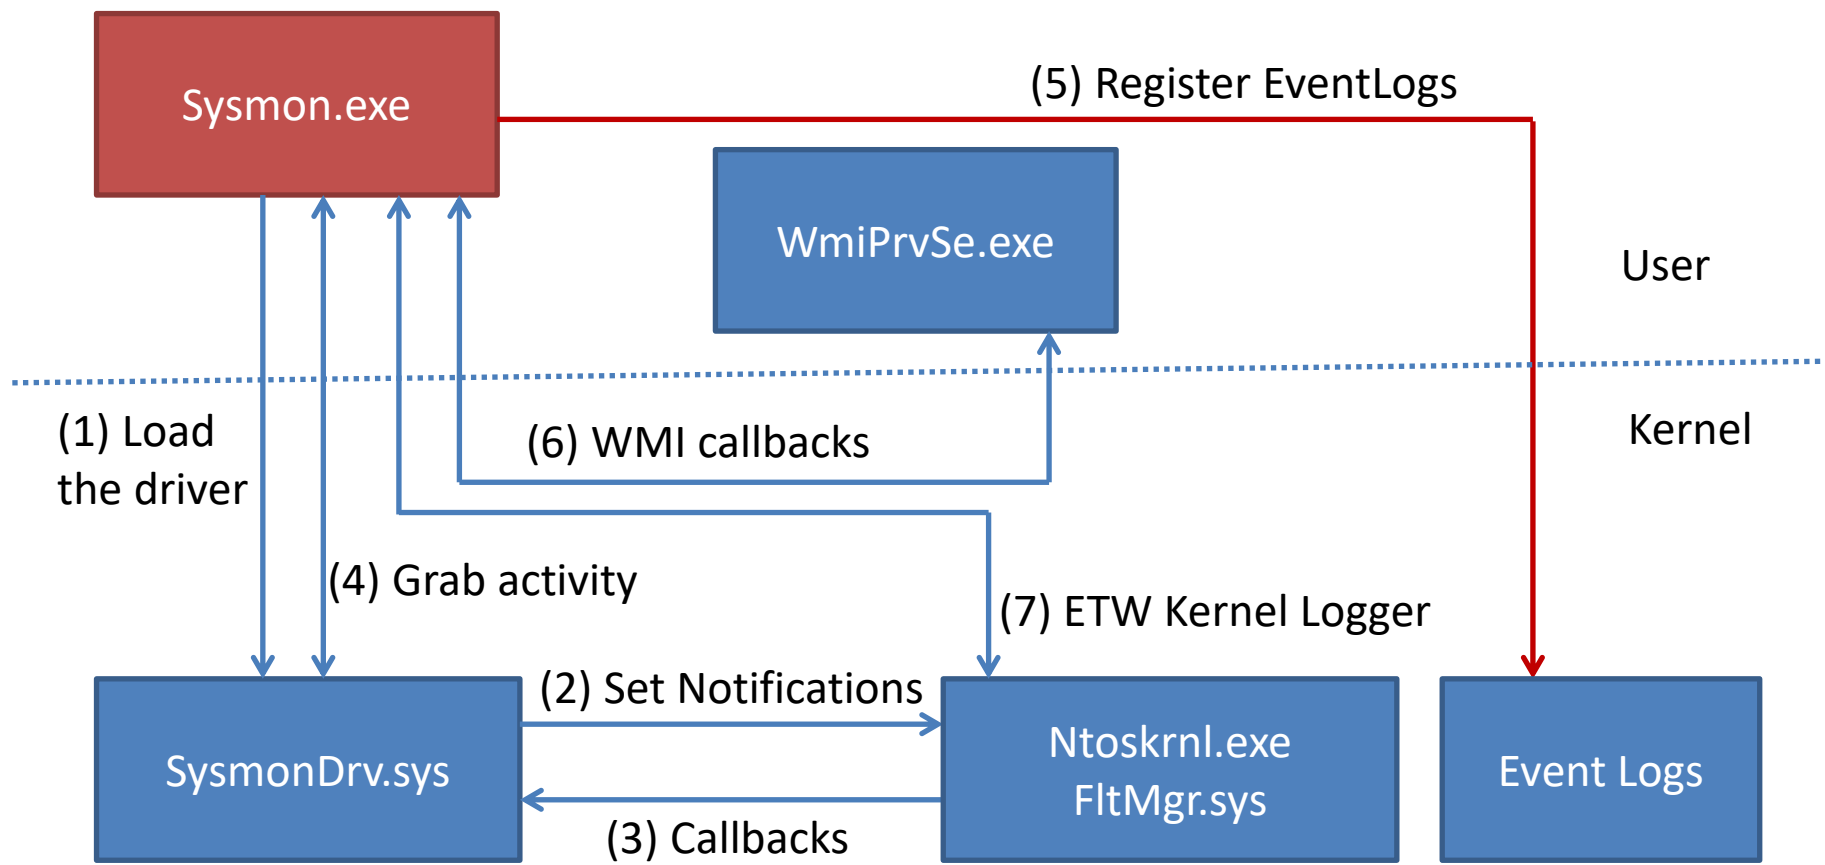 Sysmon.exe
(5) Register EventLogs
WmiPrvSe.exe
User
(1) Load
the driver
(6) WMI callbacks
Kernel
(4) Grab activity
(7) ETW Kernel Logger
(2) Set Notifications
SysmonDrv.sys
Ntoskrnl.exe
FltMgr.sys
Event Logs
(3) Callbacks